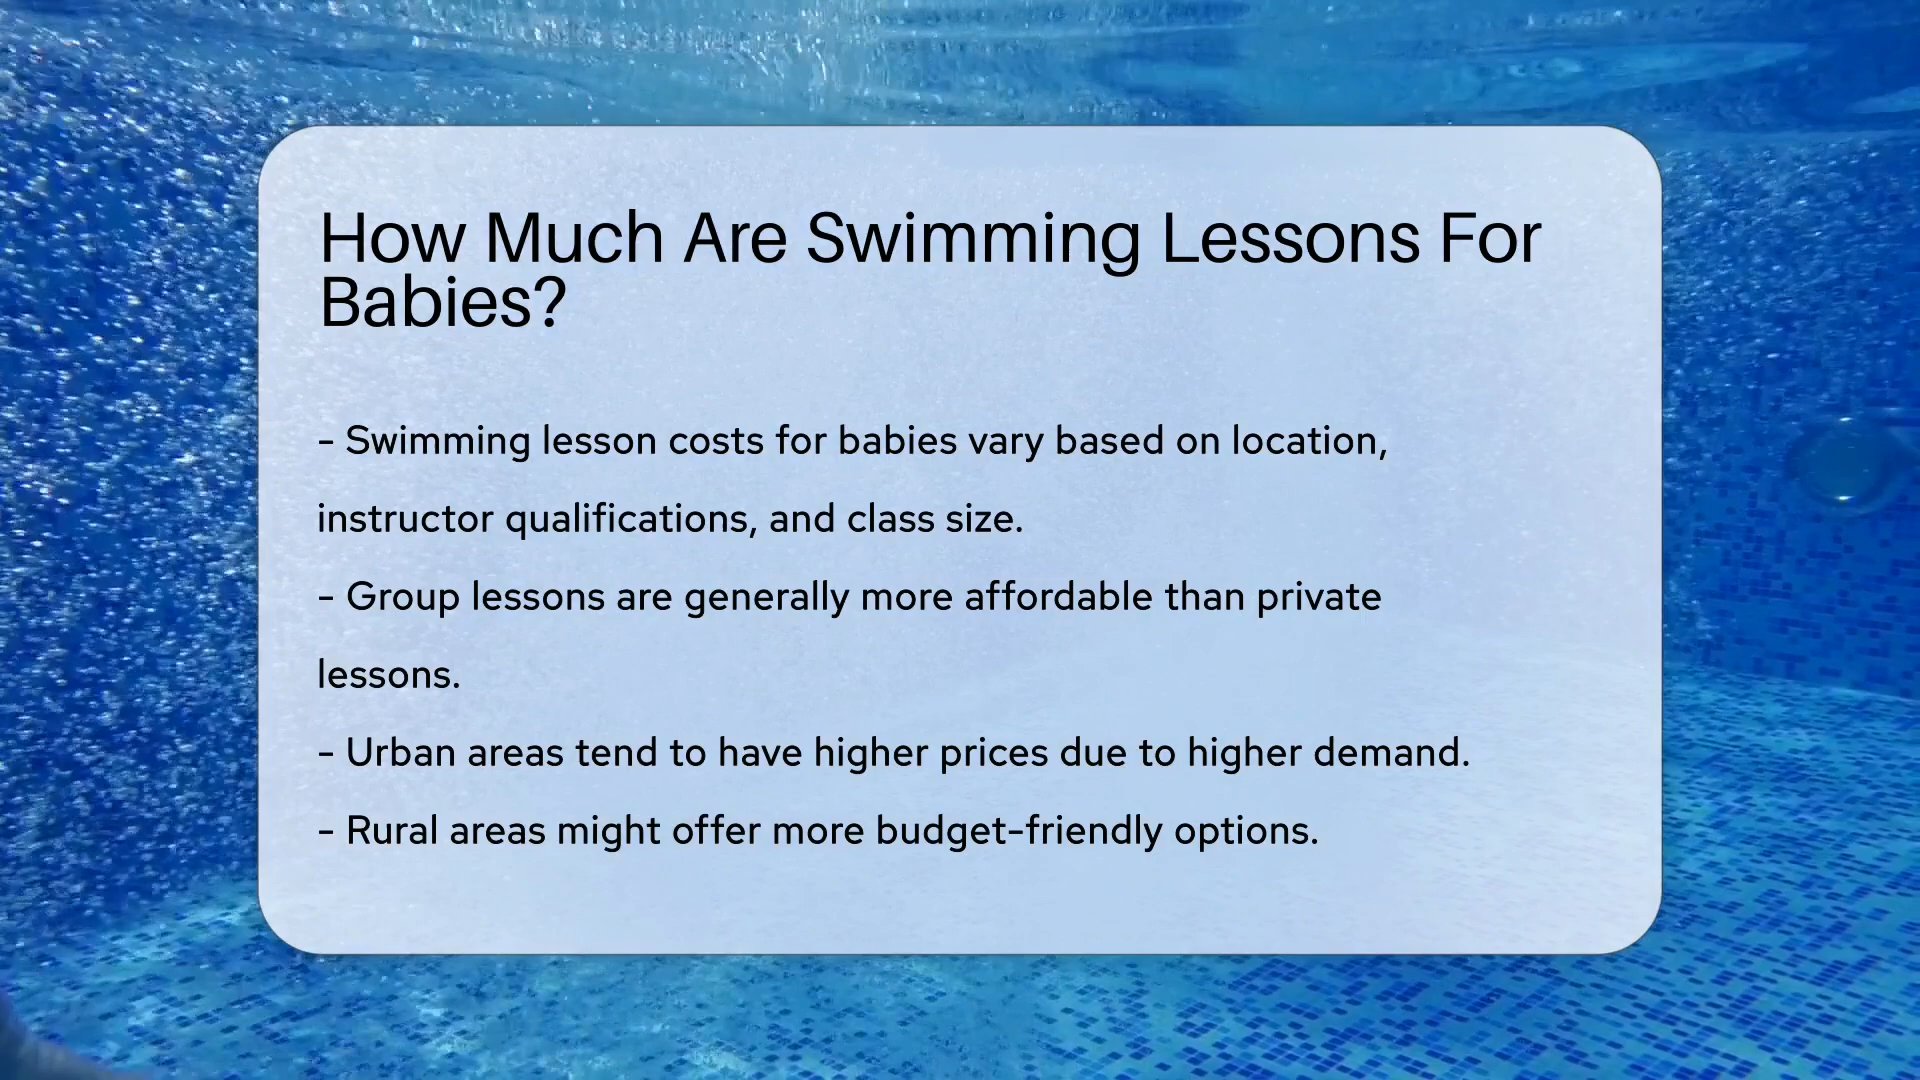 How Much Are Swimming Lessons For
Babies?
- Swimming lesson costs for babies vary based on location,
instructor qualifications, and class size.
- Group lessons are generally more affordable than private
lessons.
- Urban areas tend to have higher prices due to higher demand.
- Rural areas might offer more budget-friendly options.